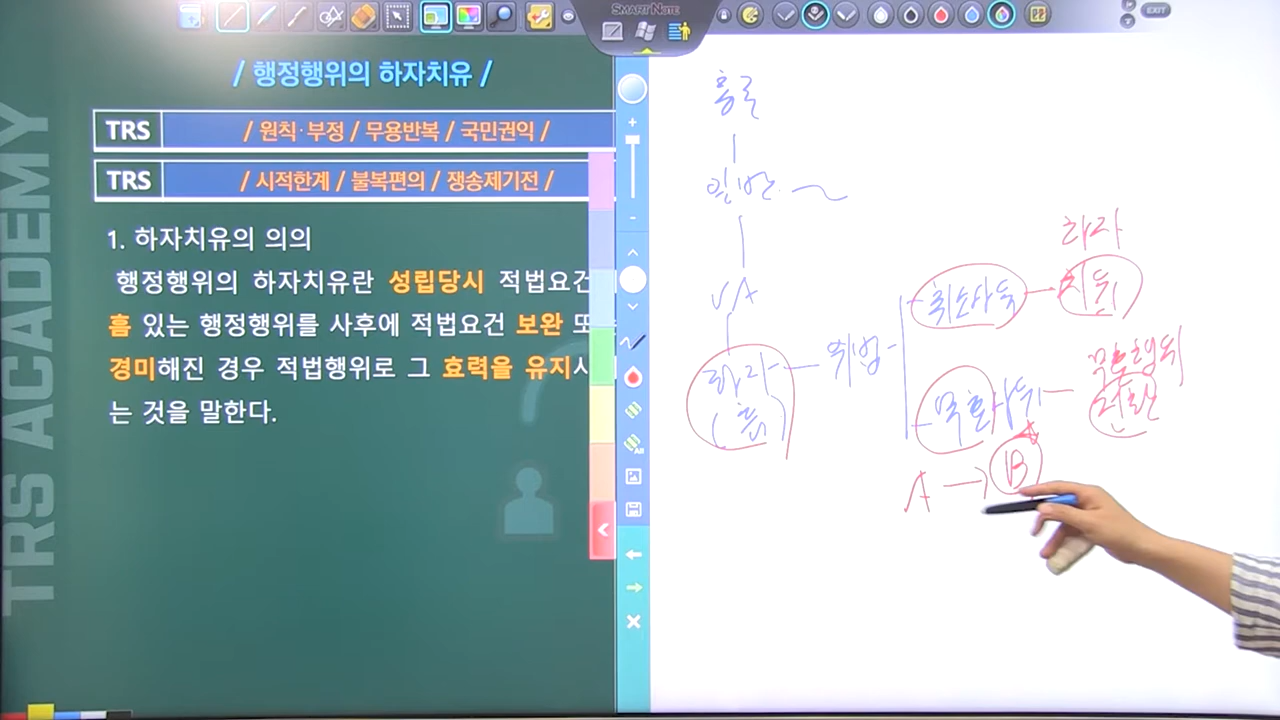 SMART NOTE
EXIT
/ 행정행위의 하자치유 /
TRS / 원칙·부정 / 무용반복 / 국민권익 /
TRS / 시적한계 / 불복편의 / 쟁송제기전 /
1. 하자치유의 의의
행정행위의 하자치유란 성립당시 적법요건
흠 있는 행정행위를 사후에 적법요건 보완 또는
경미해진 경우 적법행위로 그 효력을 유지시
는 것을 말한다.
TRS ACADEMY
일반
VA
하자
(흠)
위법
취소사유
하자
치유
무효사유
무효행위
전환
A → B